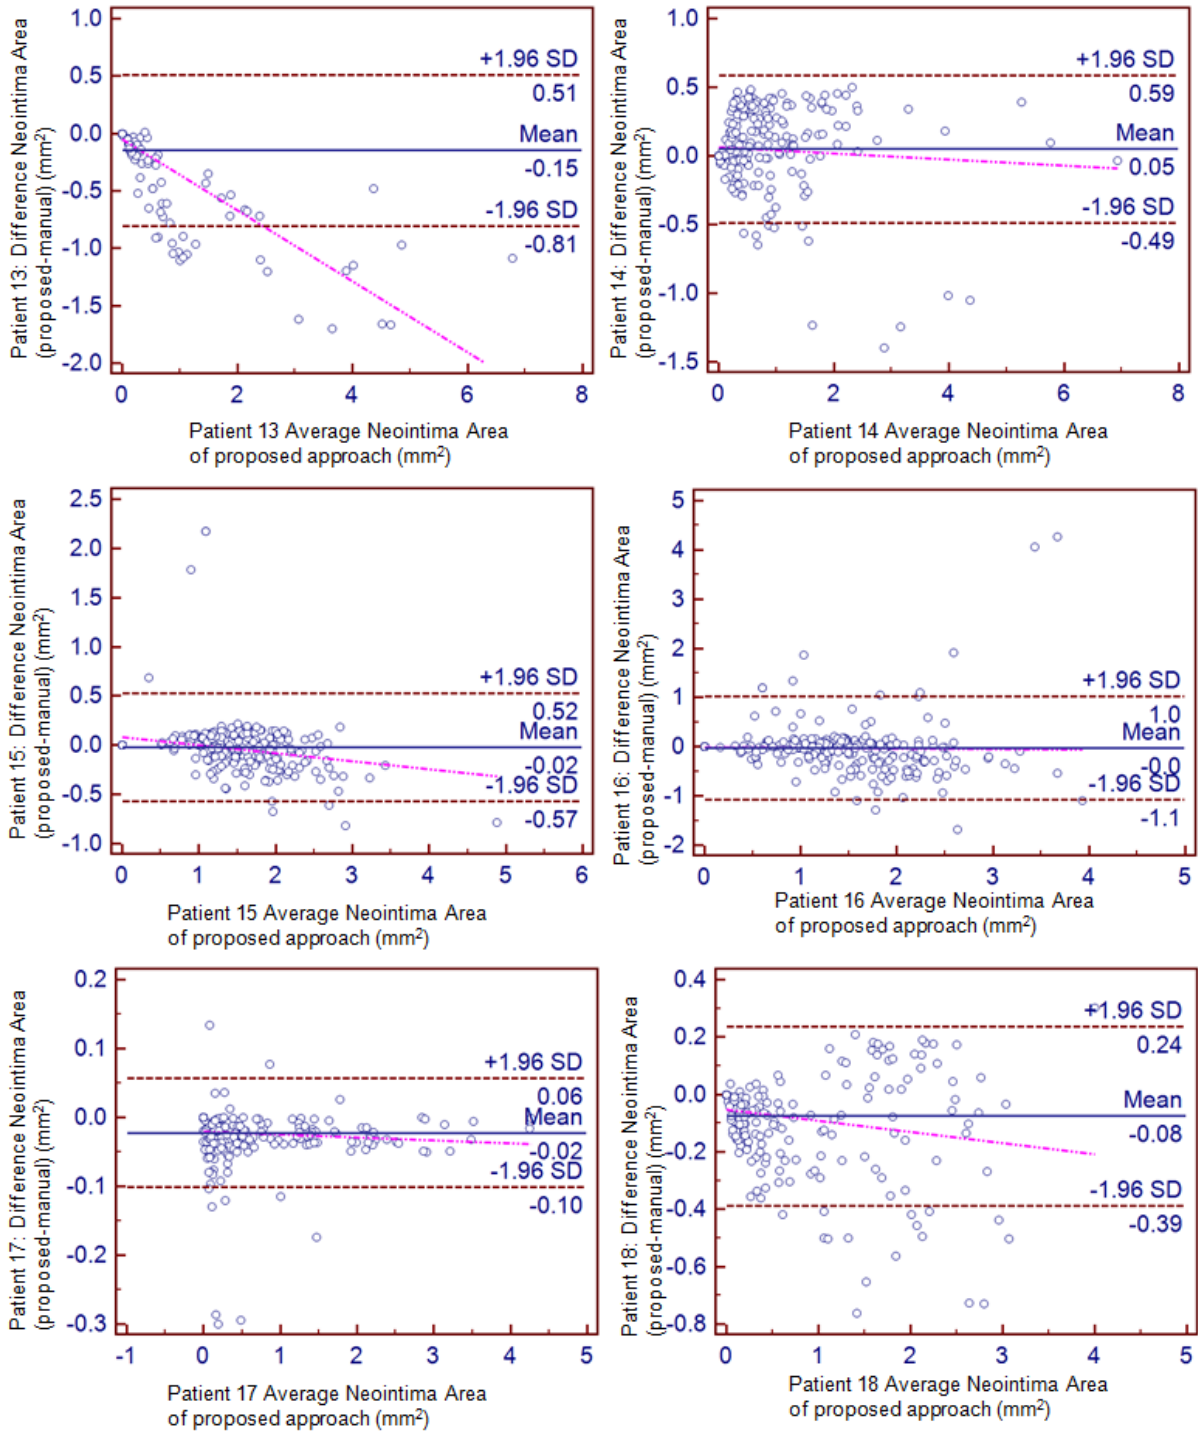 Patient 13: Difference Neointima Area
(proposed-manual) (mm²)
1.0
0.5
0.0
-0.5
-1.0
-1.5
-2.0
+1.96 SD
0.51
Mean
-0.15
-1.96 SD
-0.81
0 2 4 6 8
Patient 13 Average Neointima Area
of proposed approach (mm²)
Patient 14: Difference Neointima Area
(proposed-manual) (mm²)
1.0
0.5
0.0
-0.5
-1.0
-1.5
+1.96 SD
0.59
Mean
0.05
-1.96 SD
-0.49
0 2 4 6 8
Patient 14 Average Neointima Area
of proposed approach (mm²)
Patient 15: Difference Neointima Area
(proposed-manual) (mm²)
2.5
2.0
1.5
1.0
0.5
0.0
-0.5
-1.0
+1.96 SD
0.52
Mean
-0.02
-1.96 SD
-0.57
0 1 2 3 4 5 6
Patient 15 Average Neointima Area
of proposed approach (mm²)
Patient 16: Difference Neointima Area
(proposed-manual) (mm²)
5
4
3
2
1
0
-1
-2
+1.96 SD
1.0
Mean
-0.0
-1.96 SD
-1.1
0 1 2 3 4 5
Patient 16 Average Neointima Area
of proposed approach (mm²)
Patient 17: Difference Neointima Area
(proposed-manual) (mm²)
0.2
0.1
0.0
-0.1
-0.2
-0.3
+1.96 SD
0.06
Mean
-0.02
-1.96 SD
-0.10
-1 0 1 2 3 4 5
Patient 17 Average Neointima Area
of proposed approach (mm²)
Patient 18: Difference Neointima Area
(proposed-manual) (mm²)
0.4
0.2
0.0
-0.2
-0.4
-0.6
-0.8
+1.96 SD
0.24
Mean
-0.08
-1.96 SD
-0.39
0 1 2 3 4 5
Patient 18 Average Neointima Area
of proposed approach (mm²)